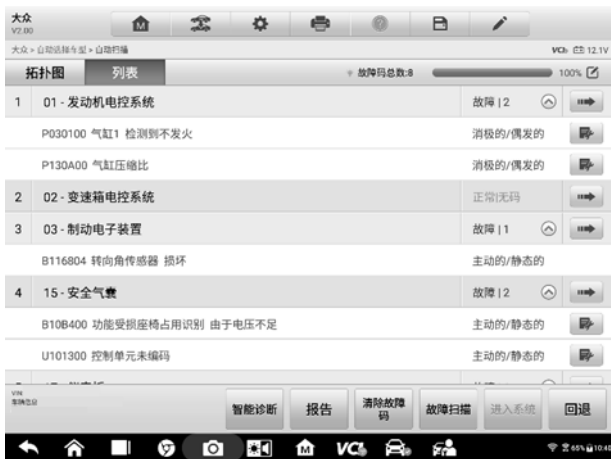 大众
V2.00
大众 > 自动选择车型 > 自动扫描
VCI 12.1V
拓扑图 列表 故障码总数:8 100%
1 01 - 发动机电控系统 故障 | 2
P030100 气缸1 检测到不发火 消极的/偶发的
P130A00 气缸压缩比 消极的/偶发的
2 02 - 变速箱电控系统 正常|无码
3 03 - 制动电子装置 故障 | 1
B116804 转向角传感器 损坏 主动的/静态的
4 15 - 安全气囊 故障 | 2
B10B400 功能受损座椅占用识别 由于电压不足 主动的/静态的
U101300 控制单元未编码 主动的/静态的
VIN
车辆信息
智能诊断 报告 清除故障码 故障扫描 进入系统 回退
VCI 65% 10:40